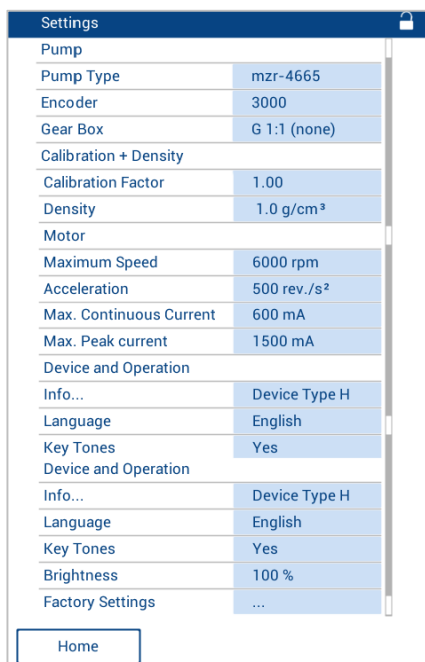 Settings
Pump
Pump Type mzr-4665
Encoder 3000
Gear Box G 1:1 (none)
Calibration + Density
Calibration Factor 1.00
Density 1.0 g/cm³
Motor
Maximum Speed 6000 rpm
Acceleration 500 rev./s²
Max. Continuous Current 600 mA
Max. Peak current 1500 mA
Device and Operation
Info... Device Type H
Language English
Key Tones Yes
Device and Operation
Info... Device Type H
Language English
Key Tones Yes
Brightness 100 %
Factory Settings ...
Home